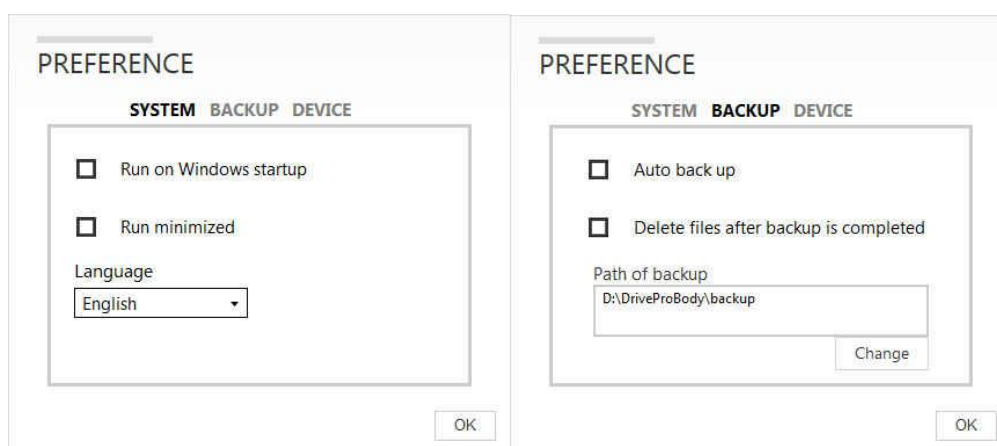 PREFERENCE
SYSTEM BACKUP DEVICE
Run on Windows startup
Run minimized
Language
English
OK
PREFERENCE
SYSTEM BACKUP DEVICE
Auto back up
Delete files after backup is completed
Path of backup
D:\DriveProBody\backup
Change
OK